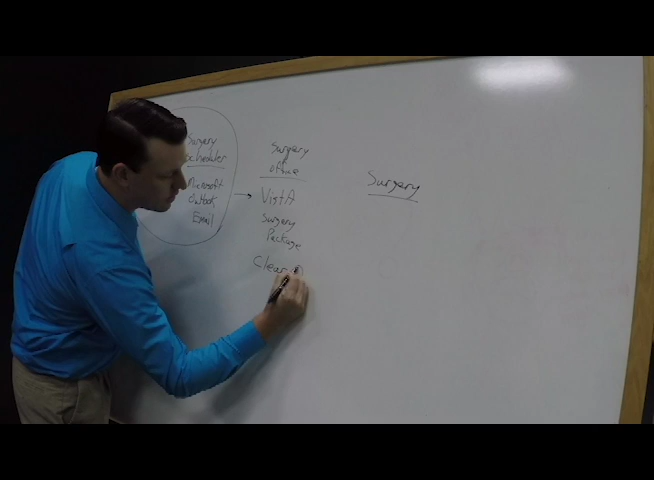 Surgery
Scheduler
Microsoft
Outlook
Email
Surgery
Office
VistA
Surgery
Package
Clear
Surgery